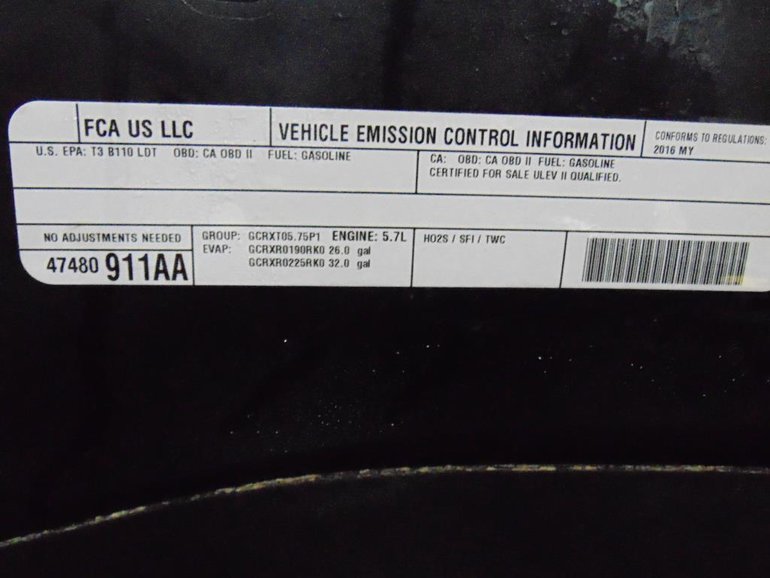 FCA US LLC
VEHICLE EMISSION CONTROL INFORMATION
CONFORMS TO REGULATIONS:
2016 MY
U.S. EPA: T3 B110 LDT OBD: CA OBD II FUEL: GASOLINE
CA: OBD: CA OBD II FUEL: GASOLINE
CERTIFIED FOR SALE ULEV II QUALIFIED.
NO ADJUSTMENTS NEEDED
47480 911AA
GROUP: GCRXT05.75P1 ENGINE: 5.7L
EVAP: GCRXR0190RK0 26.0 gal
GCRXR0225RK0 32.0 gal
HO2S / SFI / TWC